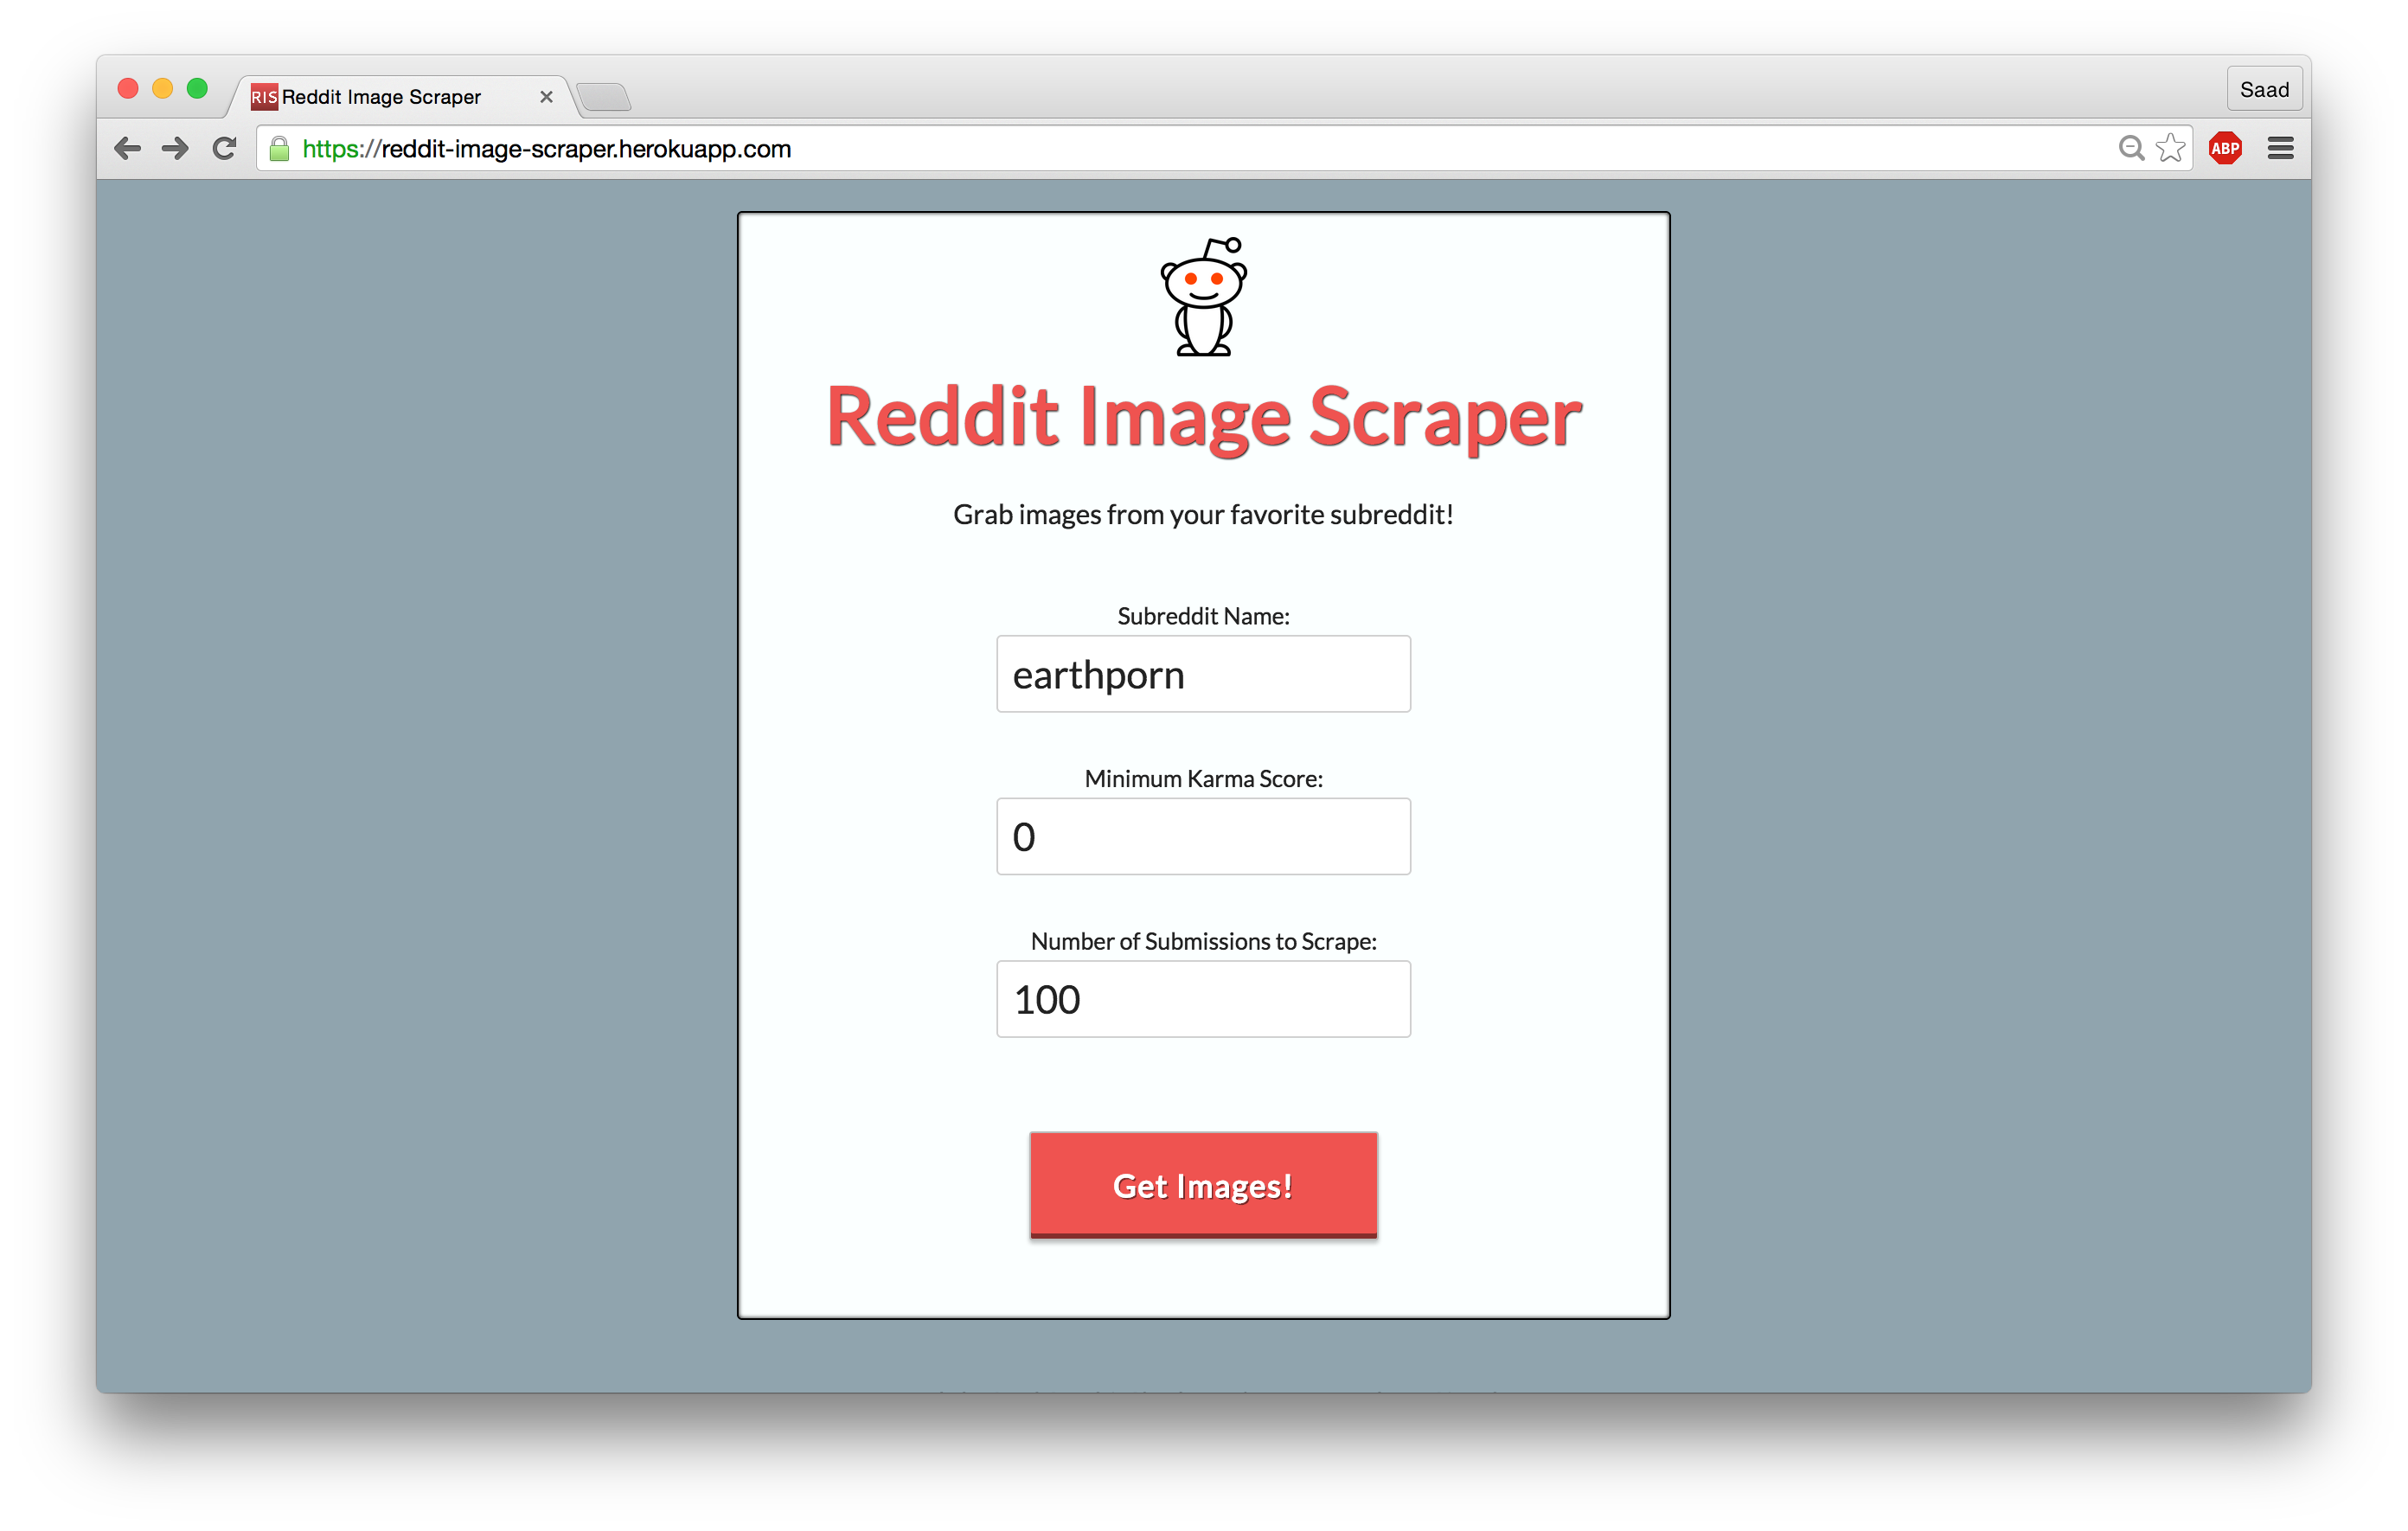 RIS Reddit Image Scraper
Saad
https://reddit-image-scraper.herokuapp.com
ABP
Reddit Image Scraper
Grab images from your favorite subreddit!
Subreddit Name:
earthporn
Minimum Karma Score:
0
Number of Submissions to Scrape:
100
Get Images!